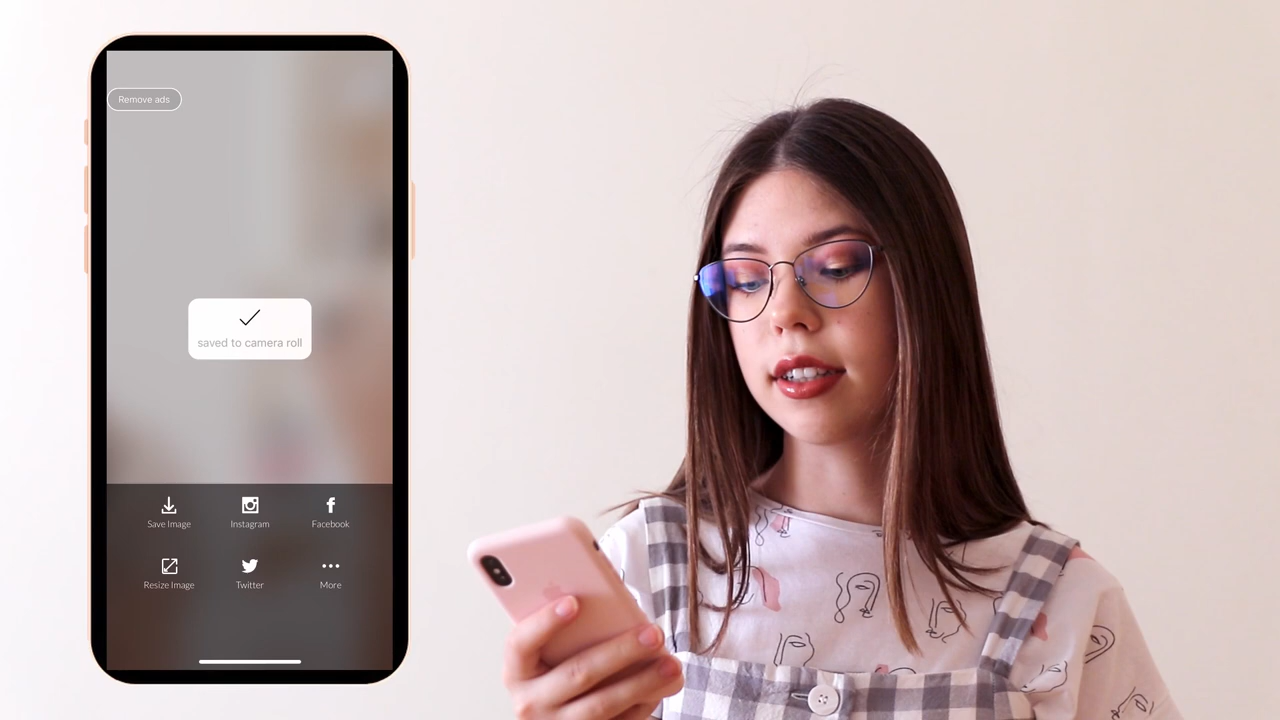 Remove ads
saved to camera roll
Save Image
Instagram
Facebook
Resize Image
Twitter
More